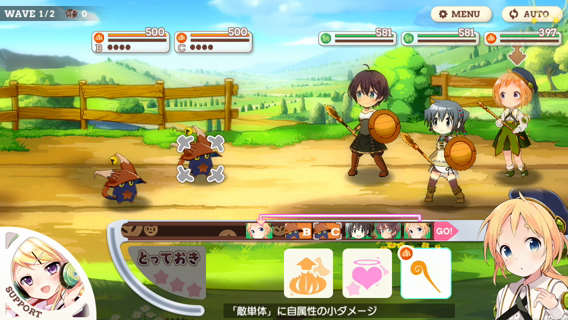 WAVE 1/2 0
MENU
AUTO
500
B
500
C
581
581
397
B
C
GO!
とっておき
SUPPORT
「敵単体」に自属性の小ダメージ